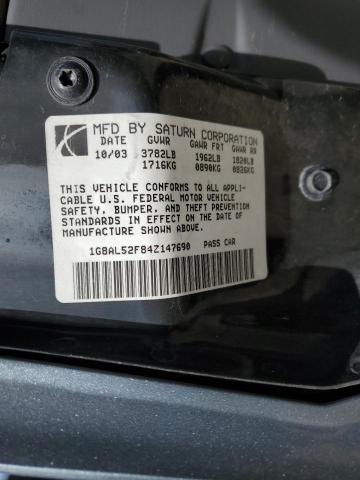 MFD BY SATURN CORPORATION
DATE GVWR GAWR FRT GAWR RR
10/03 3782LB 1962LB 1820LB
1716KG 0890KG 0826KG
THIS VEHICLE CONFORMS TO ALL APPLI-
CABLE U.S. FEDERAL MOTOR VEHICLE
SAFETY, BUMPER, AND THEFT PREVENTION
STANDARDS IN EFFECT ON THE DATE OF
MANUFACTURE SHOWN ABOVE.
1G8AL52F84Z147690 PASS CAR